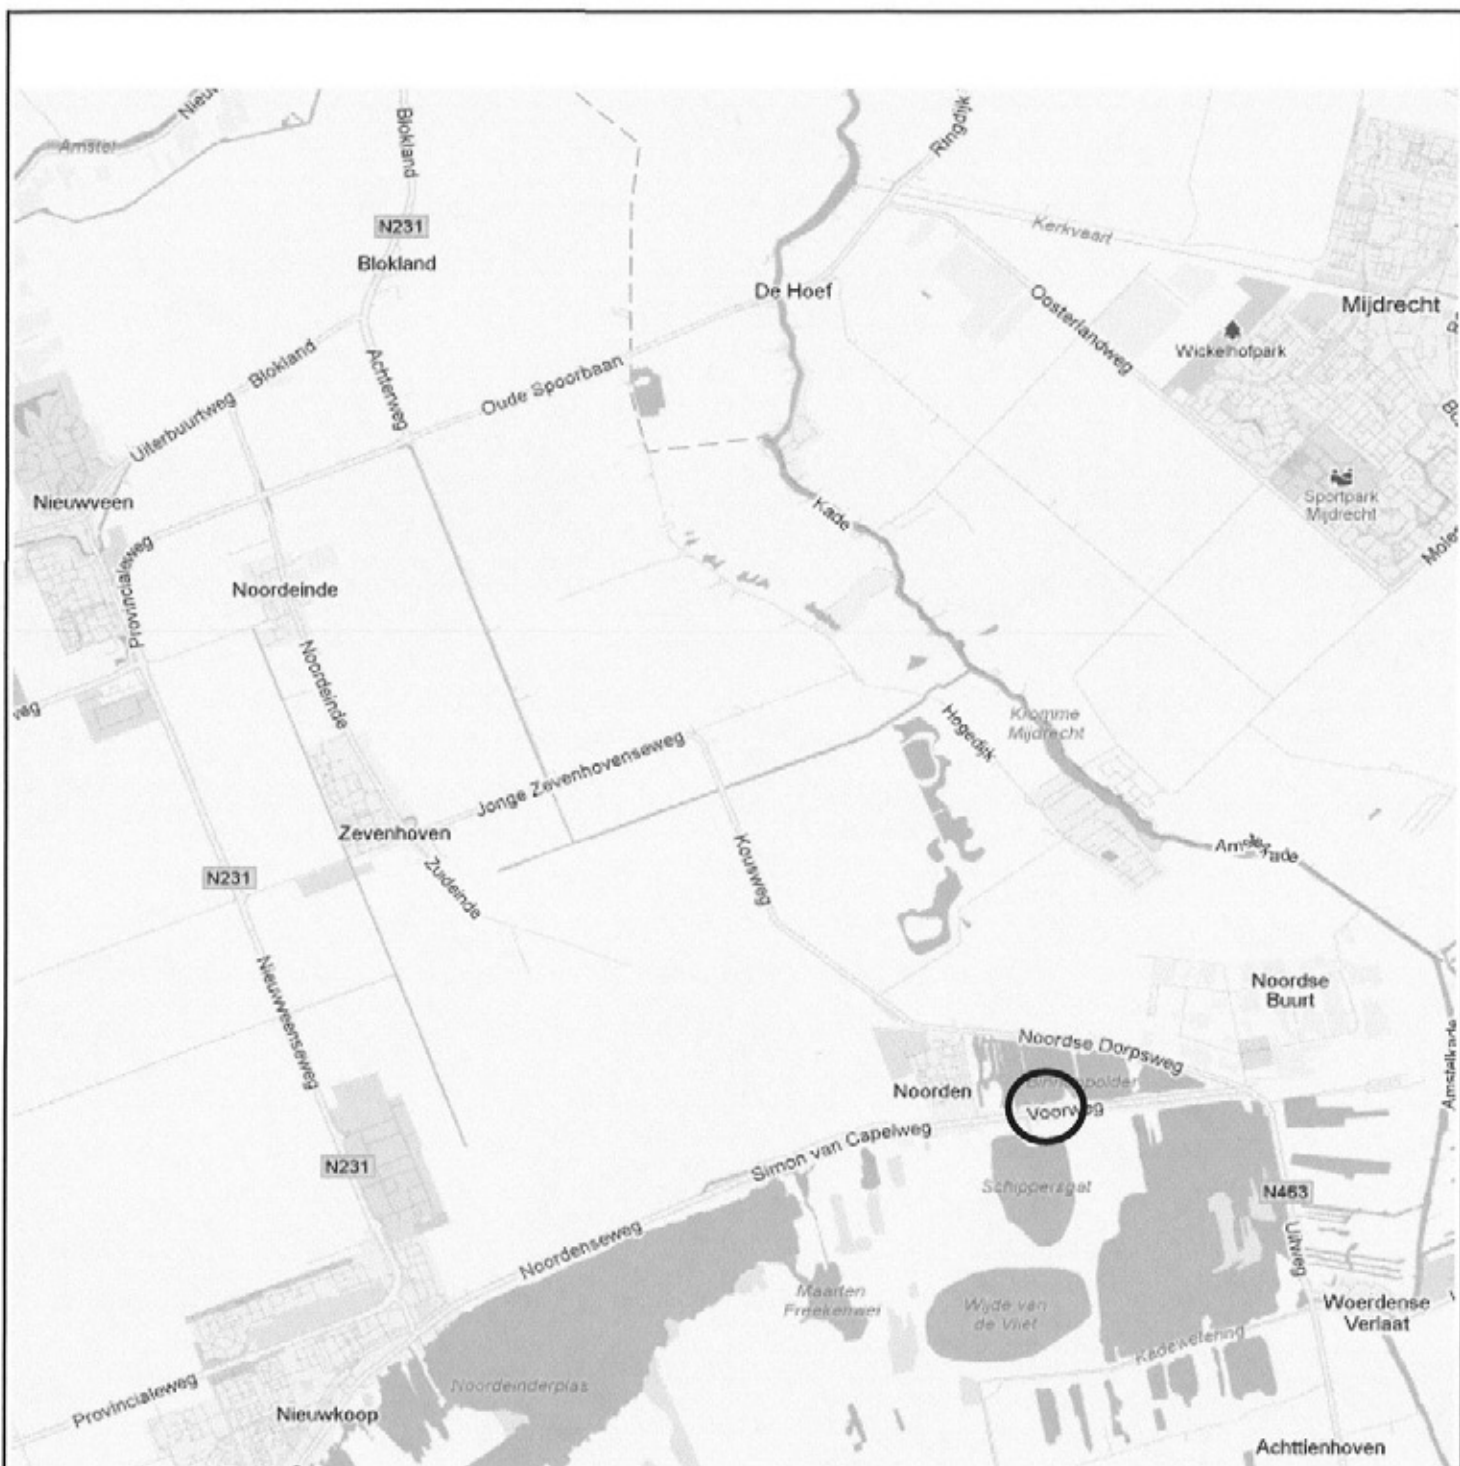 Amstel
Blokland
Ringdijk
N231
Kerkvaart
Blokland
De Hoef
Oosterlandweg
Mijdrecht
Wickelhofpark
Blokland
Achterweg
Oude Spoorbaan
Uiterbuurtweg
Nieuwveen
Kade
Sportpark
Mijdrecht
Provincialeweg
Noordeinde
Noordeinde
Kromme
Mijdrecht
Hogedijk
Jonge Zevenhovenseweg
Zevenhoven
Kousweg
Zuideinde
N231
Nieuwveenseweg
Noordse
Buurt
Noordse Dorpsweg
Amstelkade
Noorden
Voorweg
Simon van Capelweg
N231
Schippersgat
N463
Uitweg
Noordenseweg
Maarten
Freekenwei
Wijde van
de Vliet
Woerdense
Verlaat
Kadewetering
Noordeinderplas
Provincialeweg
Nieuwkoop
Achttienhoven